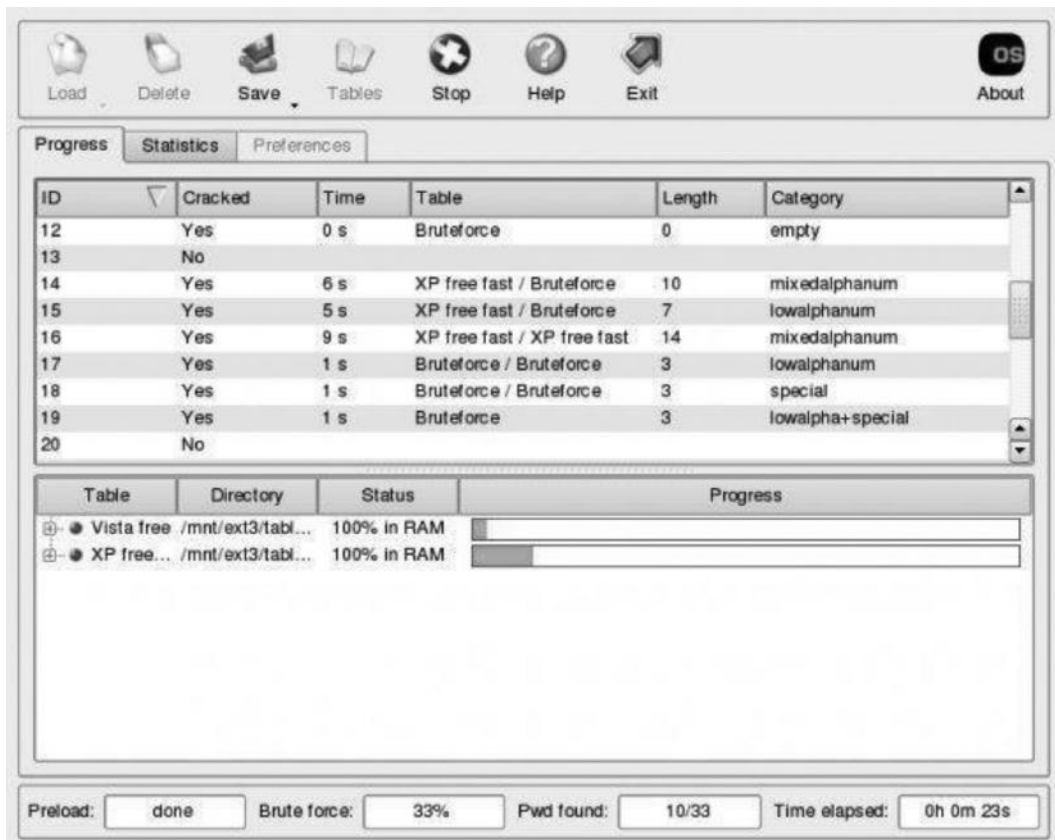 Load Delete Save Tables Stop Help Exit OS About
Progress Statistics Preferences
ID Cracked Time Table Length Category
12 Yes 0 s Bruteforce 0 empty
13 No
14 Yes 6 s XP free fast / Bruteforce 10 mixedalphanum
15 Yes 5 s XP free fast / Bruteforce 7 lowalphanum
16 Yes 9 s XP free fast / XP free fast 14 mixedalphanum
17 Yes 1 s Bruteforce / Bruteforce 3 lowalphanum
18 Yes 1 s Bruteforce / Bruteforce 3 special
19 Yes 1 s Bruteforce 3 lowalpha+special
20 No
Table Directory Status Progress
Vista free /mnt/ext3/tabl... 100% in RAM
XP free... /mnt/ext3/tabl... 100% in RAM
Preload: done Brute force: 33% Pwd found: 10/33 Time elapsed: 0h 0m 23s